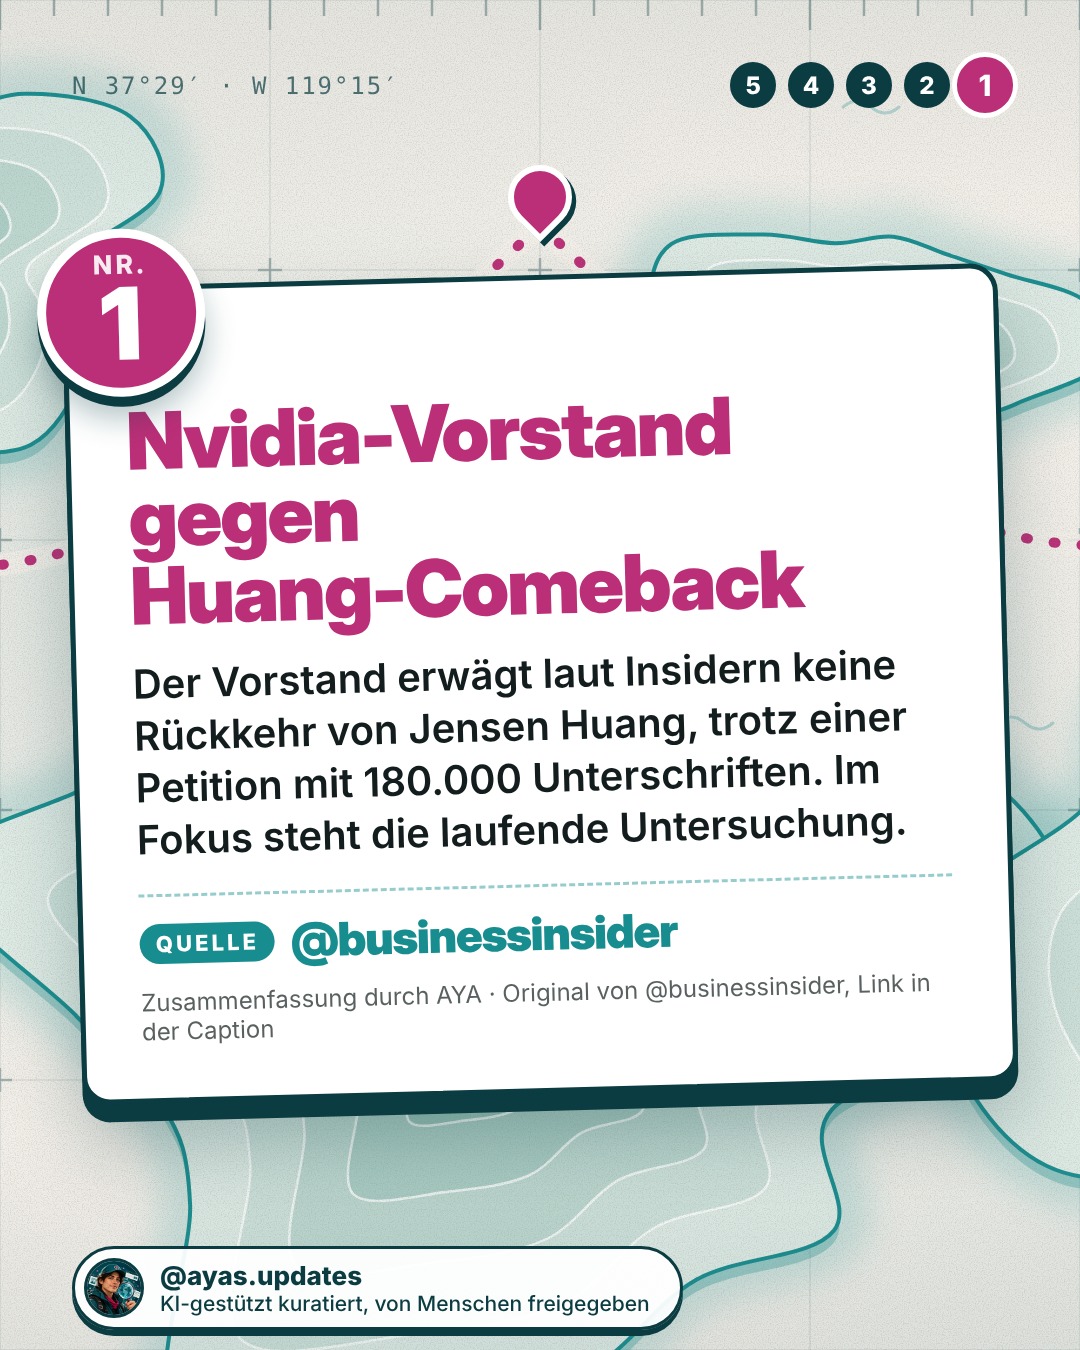 N 37°29′ · W 119°15′
5 4 3 2 1
NR.
1
Nvidia-Vorstand
gegen
Huang-Comeback
Der Vorstand erwägt laut Insidern keine
Rückkehr von Jensen Huang, trotz einer
Petition mit 180.000 Unterschriften. Im
Fokus steht die laufende Untersuchung.
QUELLE @businessinsider
Zusammenfassung durch AYA · Original von @businessinsider, Link in
der Caption
@ayas.updates
KI-gestützt kuratiert, von Menschen freigegeben